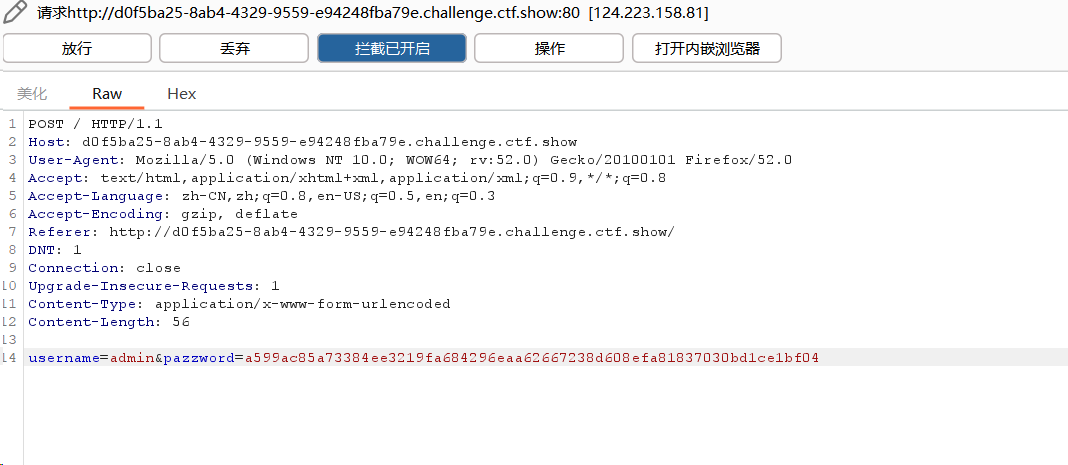 请求http://d0f5ba25-8ab4-4329-9559-e94248fba79e.challenge.ctf.show:80 [124.223.158.81]
放行 丢弃 拦截已开启 操作 打开内嵌浏览器
美化 Raw Hex
1 POST / HTTP/1.1
2 Host: d0f5ba25-8ab4-4329-9559-e94248fba79e.challenge.ctf.show
3 User-Agent: Mozilla/5.0 (Windows NT 10.0; WOW64; rv:52.0) Gecko/20100101 Firefox/52.0
4 Accept: text/html,application/xhtml+xml,application/xml;q=0.9,*/*;q=0.8
5 Accept-Language: zh-CN,zh;q=0.8,en-US;q=0.5,en;q=0.3
6 Accept-Encoding: gzip, deflate
7 Referer: http://d0f5ba25-8ab4-4329-9559-e94248fba79e.challenge.ctf.show/
8 DNT: 1
9 Connection: close
10 Upgrade-Insecure-Requests: 1
11 Content-Type: application/x-www-form-urlencoded
12 Content-Length: 56
13
14 username=admin&pazzword=a599ac85a73384ee3219fa684296eaa62667238d608efa81837030bd1ce1bf04